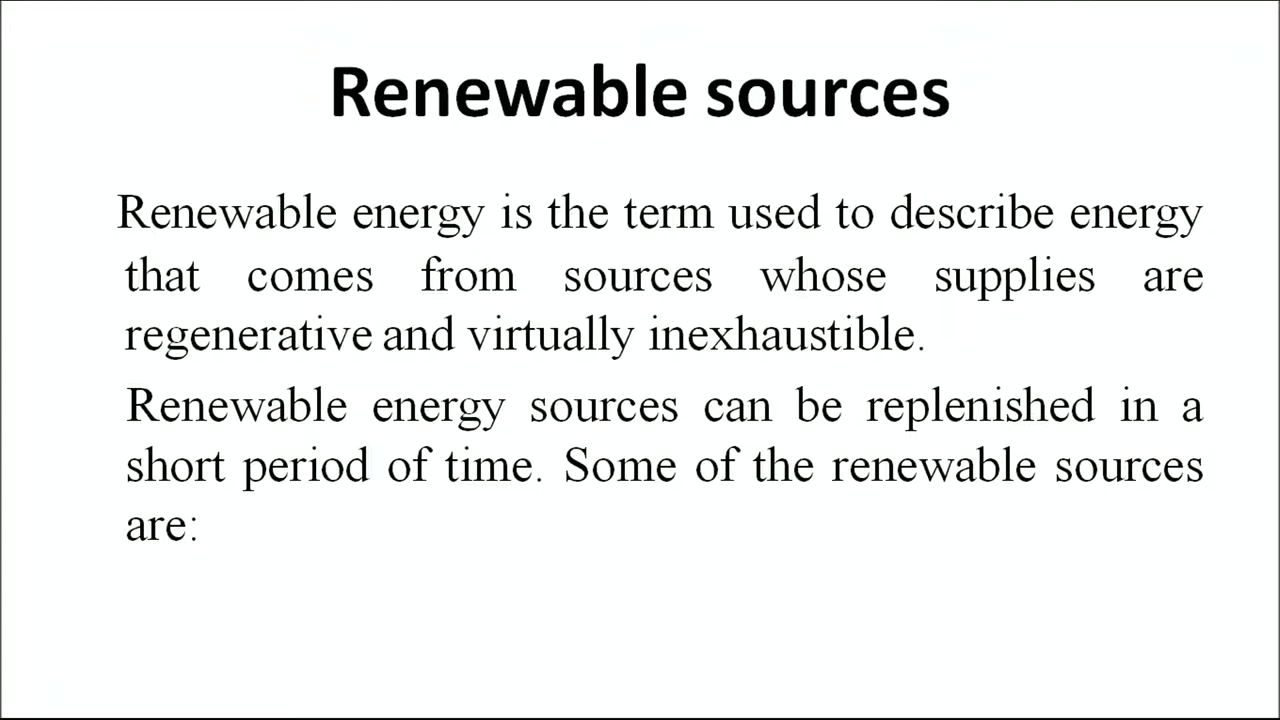 Renewable sources
Renewable energy is the term used to describe energy
that comes from sources whose supplies are
regenerative and virtually inexhaustible.
Renewable energy sources can be replenished in a
short period of time. Some of the renewable sources
are: